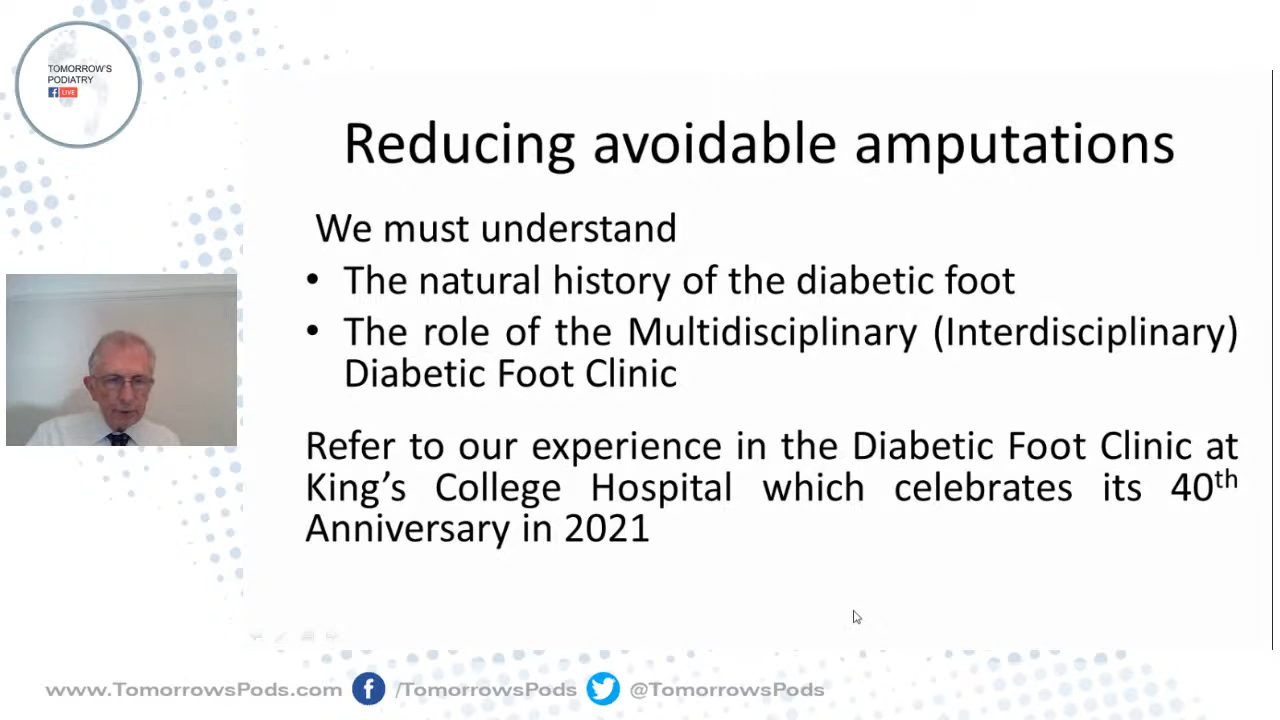 TOMORROW'S
PODIATRY
f LIVE
Reducing avoidable amputations
We must understand
• The natural history of the diabetic foot
• The role of the Multidisciplinary (Interdisciplinary)
Diabetic Foot Clinic
Refer to our experience in the Diabetic Foot Clinic at
King’s College Hospital which celebrates its 40th
Anniversary in 2021
www.TomorrowsPods.com f /TomorrowsPods @TomorrowsPods